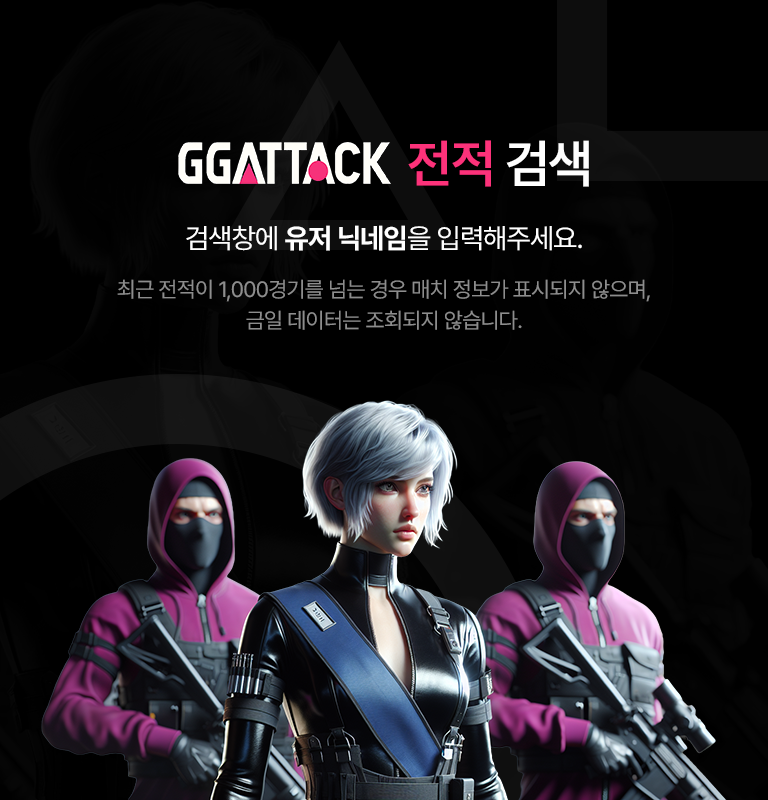 GGATTACK 전적 검색
검색창에 유저 닉네임을 입력해주세요.
최근 전적이 1,000경기를 넘는 경우 매치 정보가 표시되지 않으며,
금일 데이터는 조회되지 않습니다.